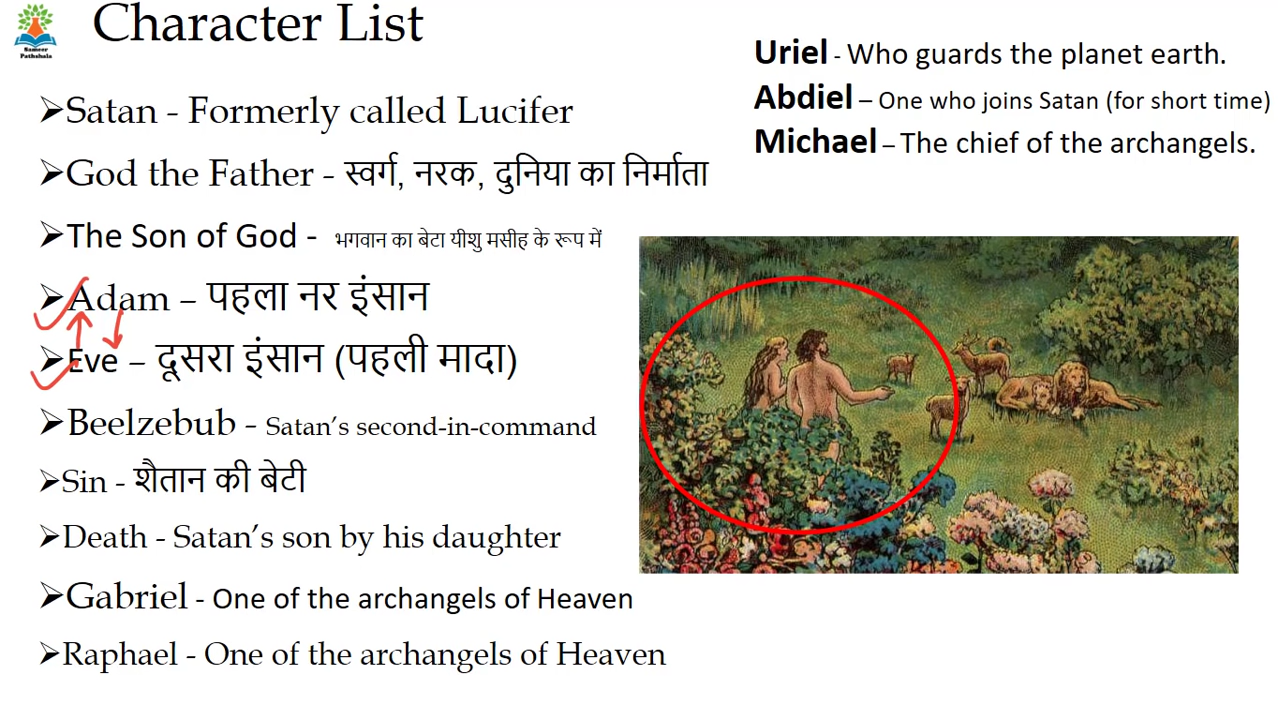 Character List
Sameer
Pathshala
➢Satan - Formerly called Lucifer
➢God the Father - स्वर्ग, नरक, दुनिया का निर्माता
➢The Son of God - भगवान का बेटा यीशु मसीह के रूप में
➢Adam – पहला नर इंसान
➢Eve – दूसरा इंसान (पहली मादा)
➢Beelzebub - Satan’s second-in-command
➢Sin - शैतान की बेटी
➢Death - Satan’s son by his daughter
➢Gabriel - One of the archangels of Heaven
➢Raphael - One of the archangels of Heaven
Uriel - Who guards the planet earth.
Abdiel – One who joins Satan (for short time)
Michael – The chief of the archangels.